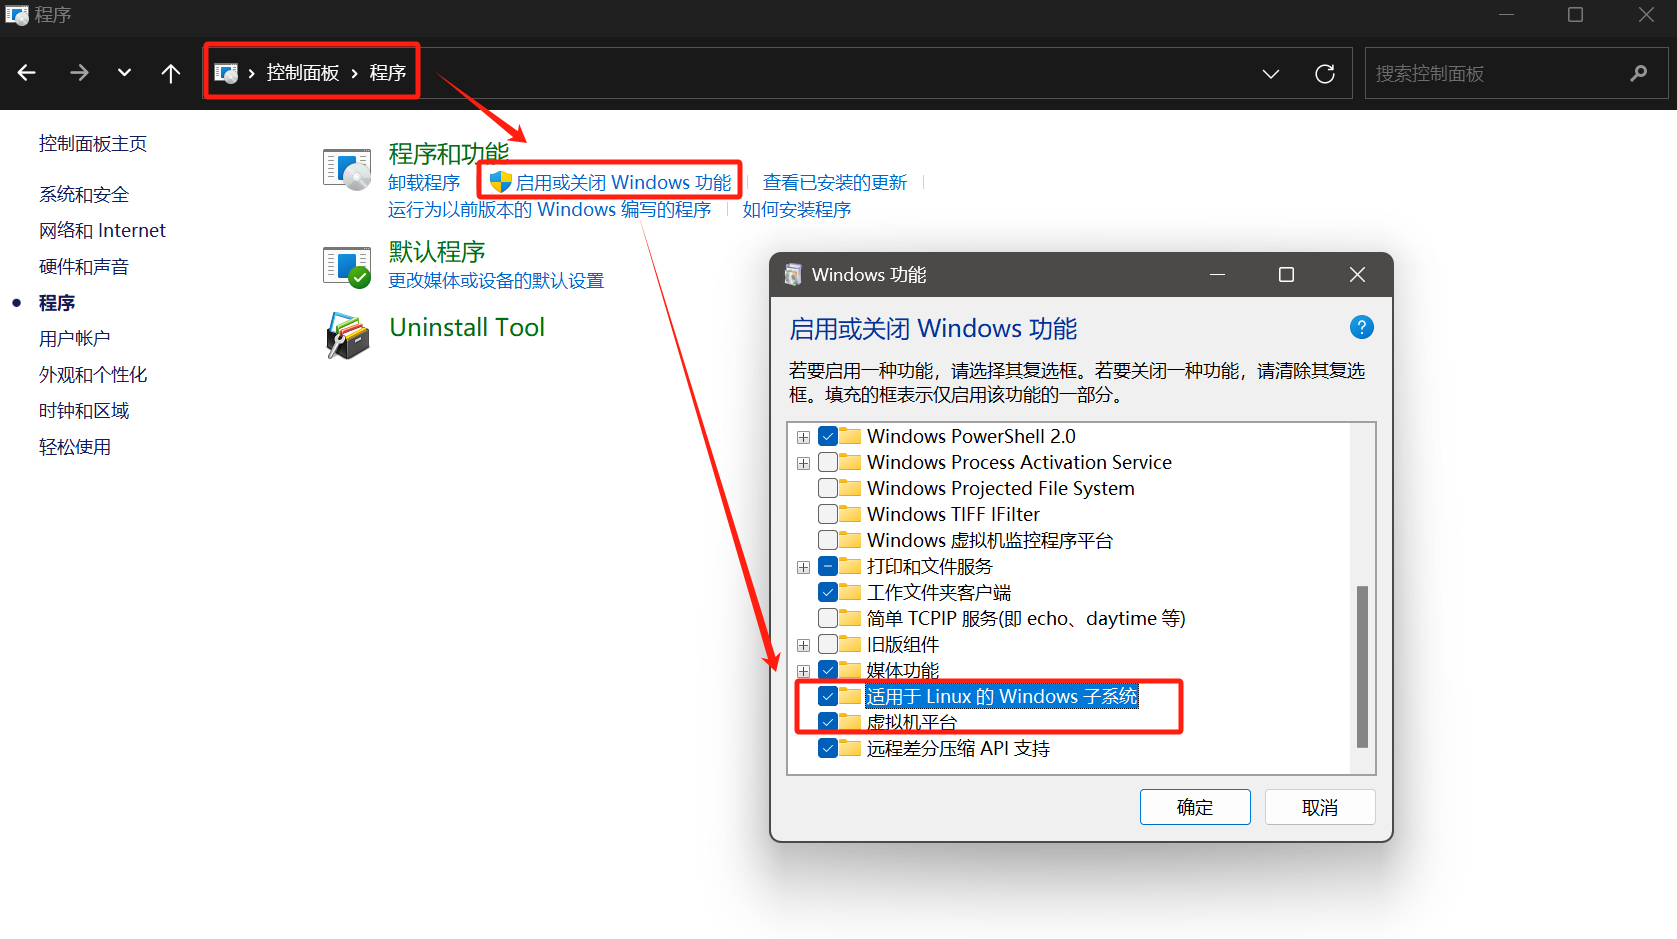 程序
控制面板 › 程序
搜索控制面板
控制面板主页
系统和安全
网络和 Internet
硬件和声音
程序
用户帐户
外观和个性化
时钟和区域
轻松使用
程序和功能
卸载程序
启用或关闭 Windows 功能
查看已安装的更新
运行为以前版本的 Windows 编写的程序
如何安装程序
默认程序
更改媒体或设备的默认设置
Uninstall Tool
Windows 功能
启用或关闭 Windows 功能
若要启用一种功能，请选择其复选框。若要关闭一种功能，请清除其复选
框。填充的框表示仅启用该功能的一部分。
Windows PowerShell 2.0
Windows Process Activation Service
Windows Projected File System
Windows TIFF IFilter
Windows 虚拟机监控程序平台
打印和文件服务
工作文件夹客户端
简单 TCPIP 服务(即 echo、daytime 等)
旧版组件
媒体功能
适用于 Linux 的 Windows 子系统
虚拟机平台
远程差分压缩 API 支持
确定
取消